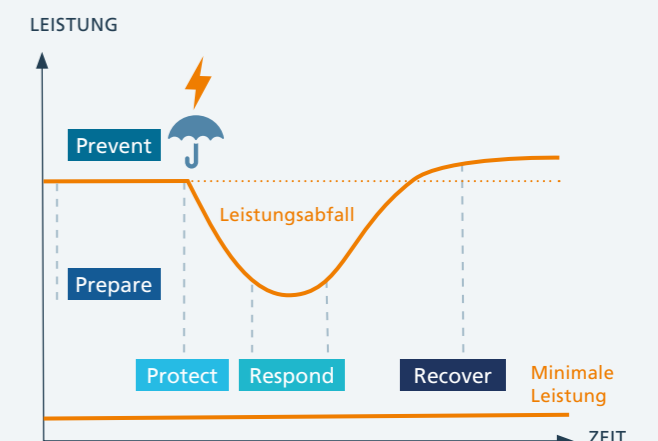 LEISTUNG
Prevent
Leistungsabfall
Prepare
Protect
Respond
Recover
Minimale
Leistung
ZEIT